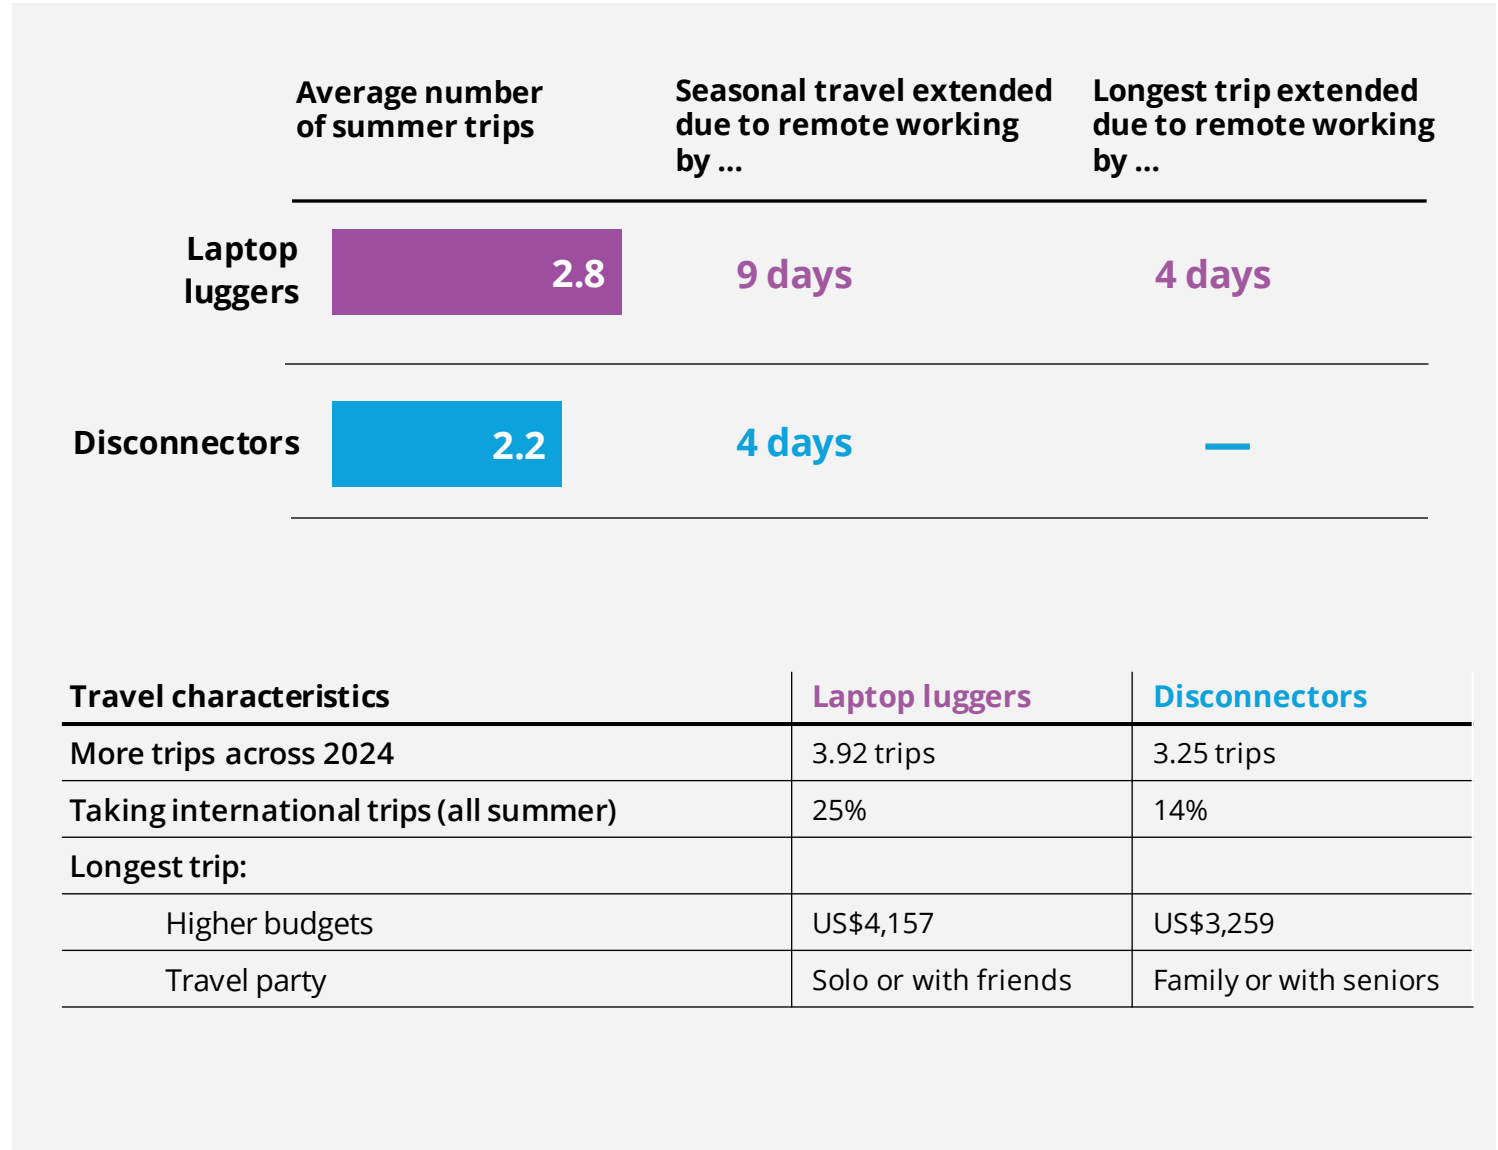 Average number
of summer trips
Seasonal travel extended
due to remote working
by ...
Longest trip extended
due to remote working
by ...
Laptop
luggers
2.8
9 days
4 days
Disconnectors
2.2
4 days
—
Travel characteristics
Laptop luggers
Disconnectors
More trips across 2024
3.92 trips
3.25 trips
Taking international trips (all summer)
25%
14%
Longest trip:
Higher budgets
US$4,157
US$3,259
Travel party
Solo or with friends
Family or with seniors